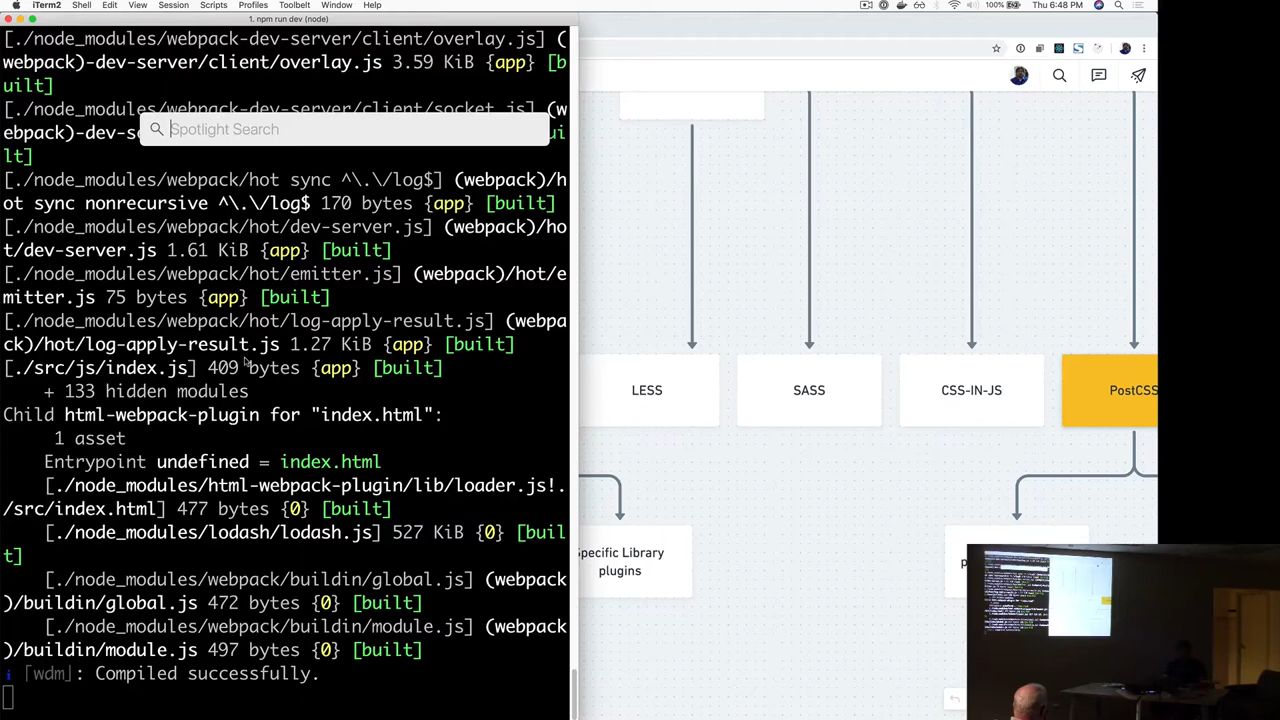 iTerm2 Shell Edit View Session Scripts Profiles Toolbelt Window Help
100% Thu 6:48 PM
1. npm run dev (node)
[./node_modules/webpack-dev-server/client/overlay.js] (
webpack)-dev-server/client/overlay.js 3.59 KiB {app} [b
uilt]
[./node_modules/webpack-dev-server/client/socket.js] (w
ebpack)-dev-s
Spotlight Search
ui
lt]
[./node_modules/webpack/hot sync ^\.\/log$] (webpack)/h
ot sync nonrecursive ^\.\/log$ 170 bytes {app} [built]
[./node_modules/webpack/hot/dev-server.js] (webpack)/ho
t/dev-server.js 1.61 KiB {app} [built]
[./node_modules/webpack/hot/emitter.js] (webpack)/hot/e
mitter.js 75 bytes {app} [built]
[./node_modules/webpack/hot/log-apply-result.js] (webpa
ck)/hot/log-apply-result.js 1.27 KiB {app} [built]
[./src/js/index.js] 409 bytes {app} [built]
+ 133 hidden modules
Child html-webpack-plugin for "index.html":
1 asset
Entrypoint undefined = index.html
[./node_modules/html-webpack-plugin/lib/loader.js!.
/src/index.html] 477 bytes {0} [built]
[./node_modules/lodash/lodash.js] 527 KiB {0} [buil
t]
[./node_modules/webpack/buildin/global.js] (webpack
)/buildin/global.js 472 bytes {0} [built]
[./node_modules/webpack/buildin/module.js] (webpack
)/buildin/module.js 497 bytes {0} [built]
i ｢wdm｣: Compiled successfully.
LESS
SASS
CSS-IN-JS
PostCSS
Specific Library
plugins
p